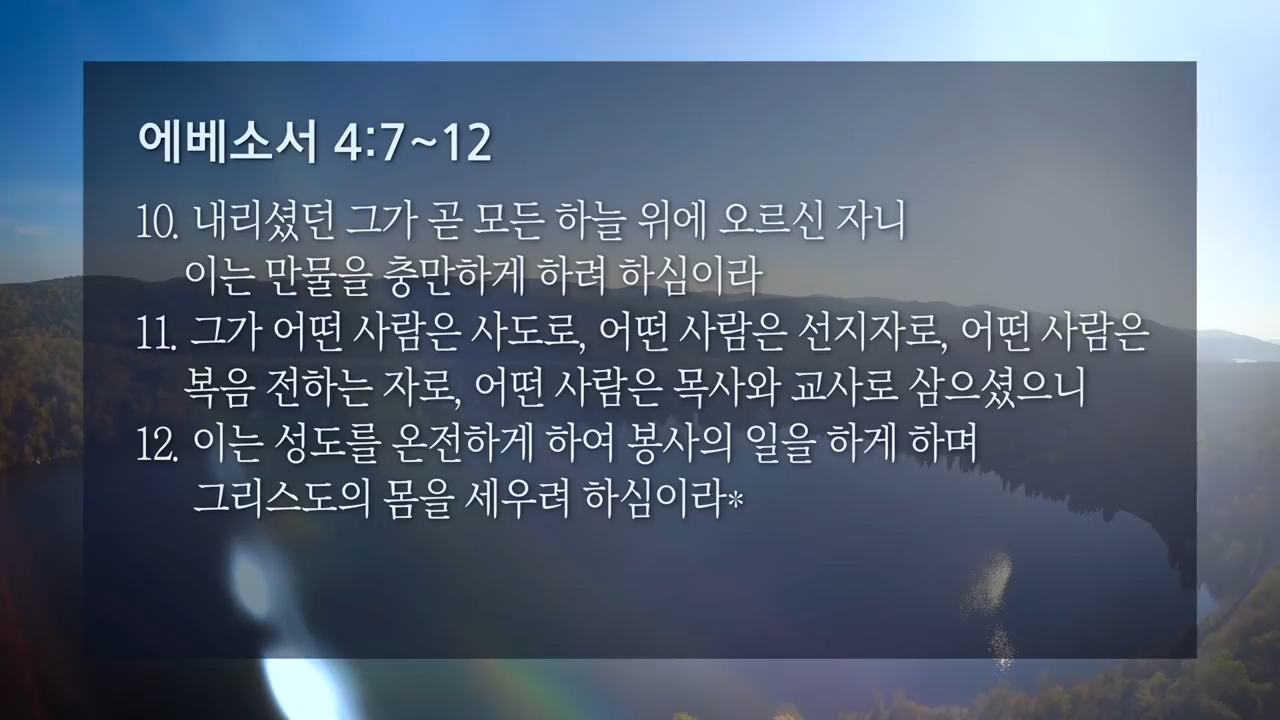 에베소서 4:7~12
10. 내리셨던 그가 곧 모든 하늘 위에 오르신 자니
이는 만물을 충만하게 하려 하심이라
11. 그가 어떤 사람은 사도로, 어떤 사람은 선지자로, 어떤 사람은
복음 전하는 자로, 어떤 사람은 목사와 교사로 삼으셨으니
12. 이는 성도를 온전하게 하여 봉사의 일을 하게 하며
그리스도의 몸을 세우려 하심이라*